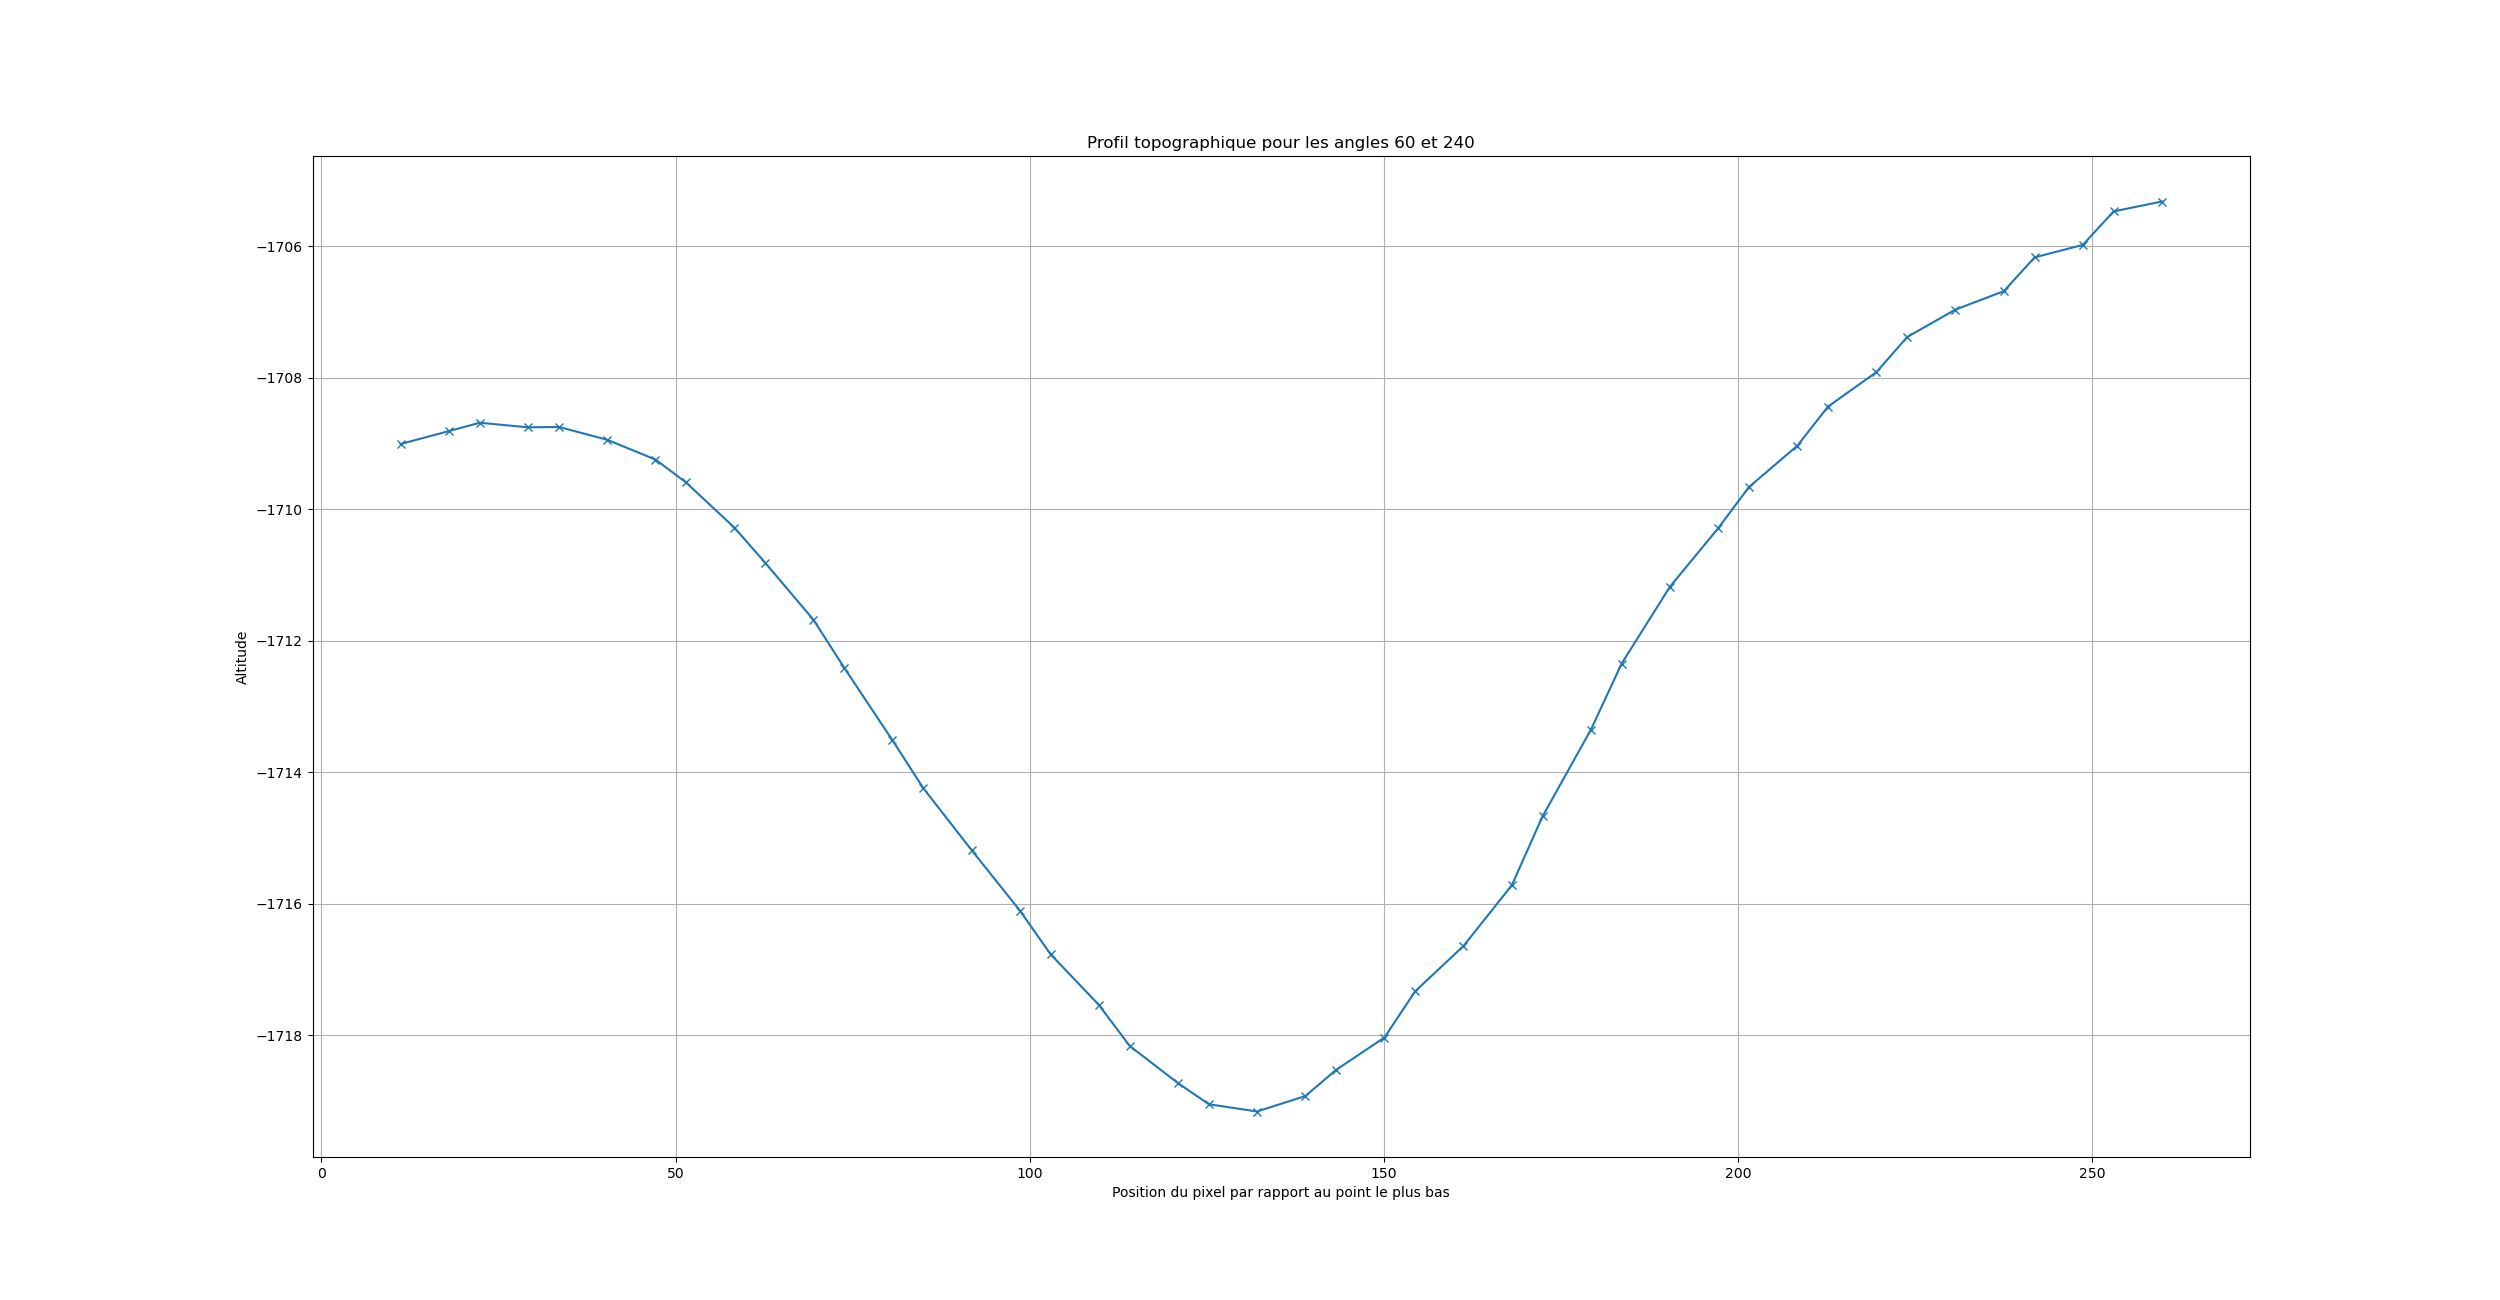 Profil topographique pour les angles 60 et 240
Altitude
−1706
−1708
−1710
−1712
−1714
−1716
−1718
0 50 100 150 200 250
Position du pixel par rapport au point le plus bas